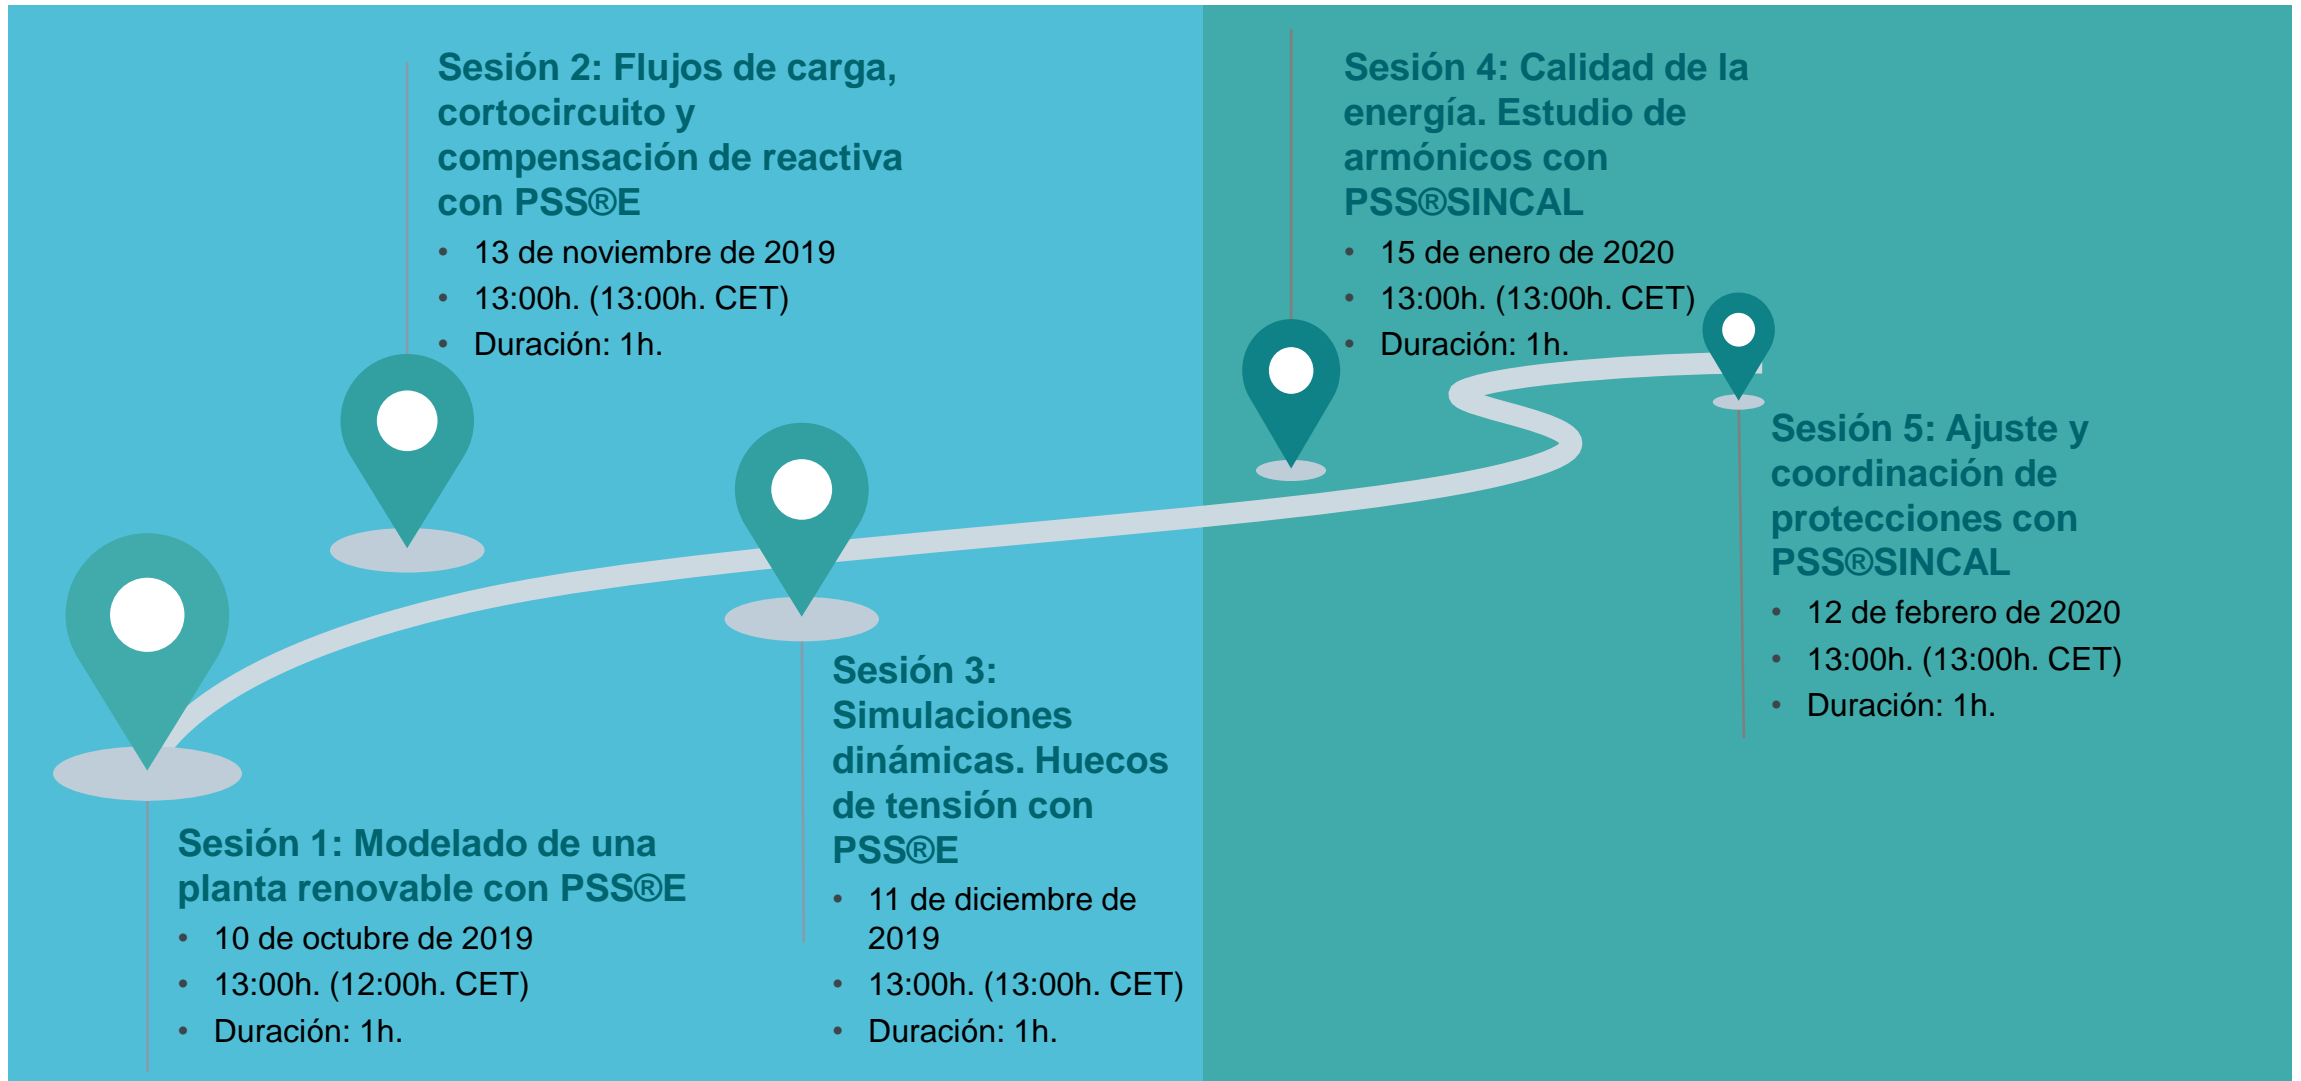 Sesión 1: Modelado de una
planta renovable con PSS®E
• 10 de octubre de 2019
• 13:00h. (12:00h. CET)
• Duración: 1h.
Sesión 2: Flujos de carga,
cortocircuito y
compensación de reactiva
con PSS®E
• 13 de noviembre de 2019
• 13:00h. (13:00h. CET)
• Duración: 1h.
Sesión 3:
Simulaciones
dinámicas. Huecos
de tensión con
PSS®E
• 11 de diciembre de
2019
• 13:00h. (13:00h. CET)
• Duración: 1h.
Sesión 4: Calidad de la
energía. Estudio de
armónicos con
PSS®SINCAL
• 15 de enero de 2020
• 13:00h. (13:00h. CET)
• Duración: 1h.
Sesión 5: Ajuste y
coordinación de
protecciones con
PSS®SINCAL
• 12 de febrero de 2020
• 13:00h. (13:00h. CET)
• Duración: 1h.